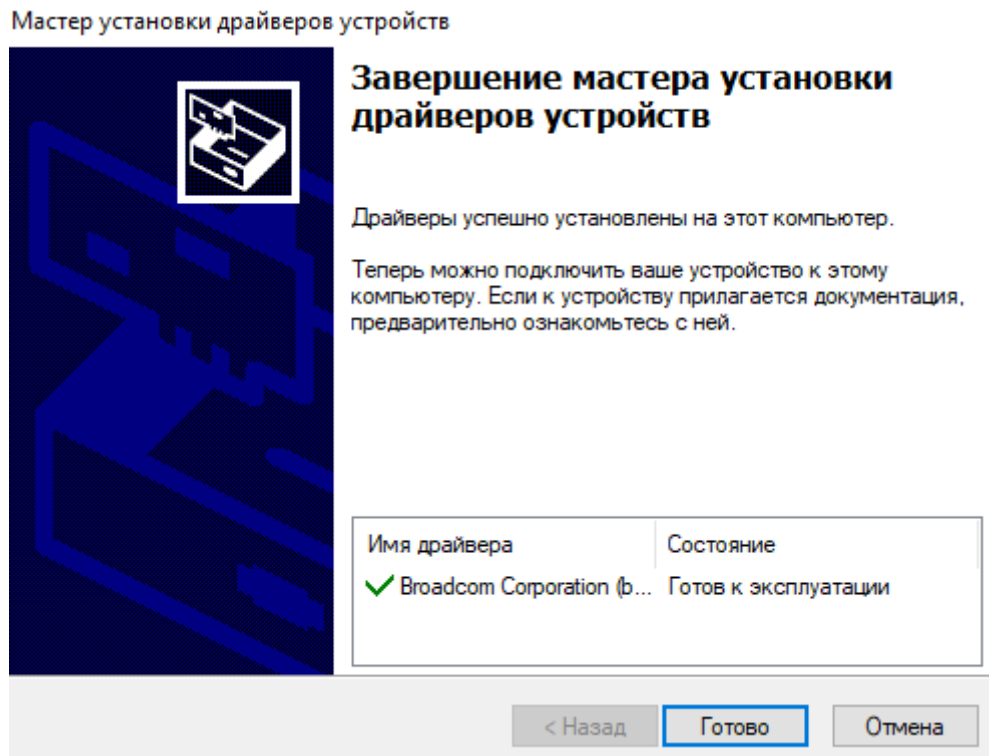 Мастер установки драйверов устройств
Завершение мастера установки
драйверов устройств
Драйверы успешно установлены на этот компьютер.
Теперь можно подключить ваше устройство к этому
компьютеру. Если к устройству прилагается документация,
предварительно ознакомьтесь с ней.
Имя драйвера Состояние
Broadcom Corporation (b... Готов к эксплуатации
< Назад Готово Отмена